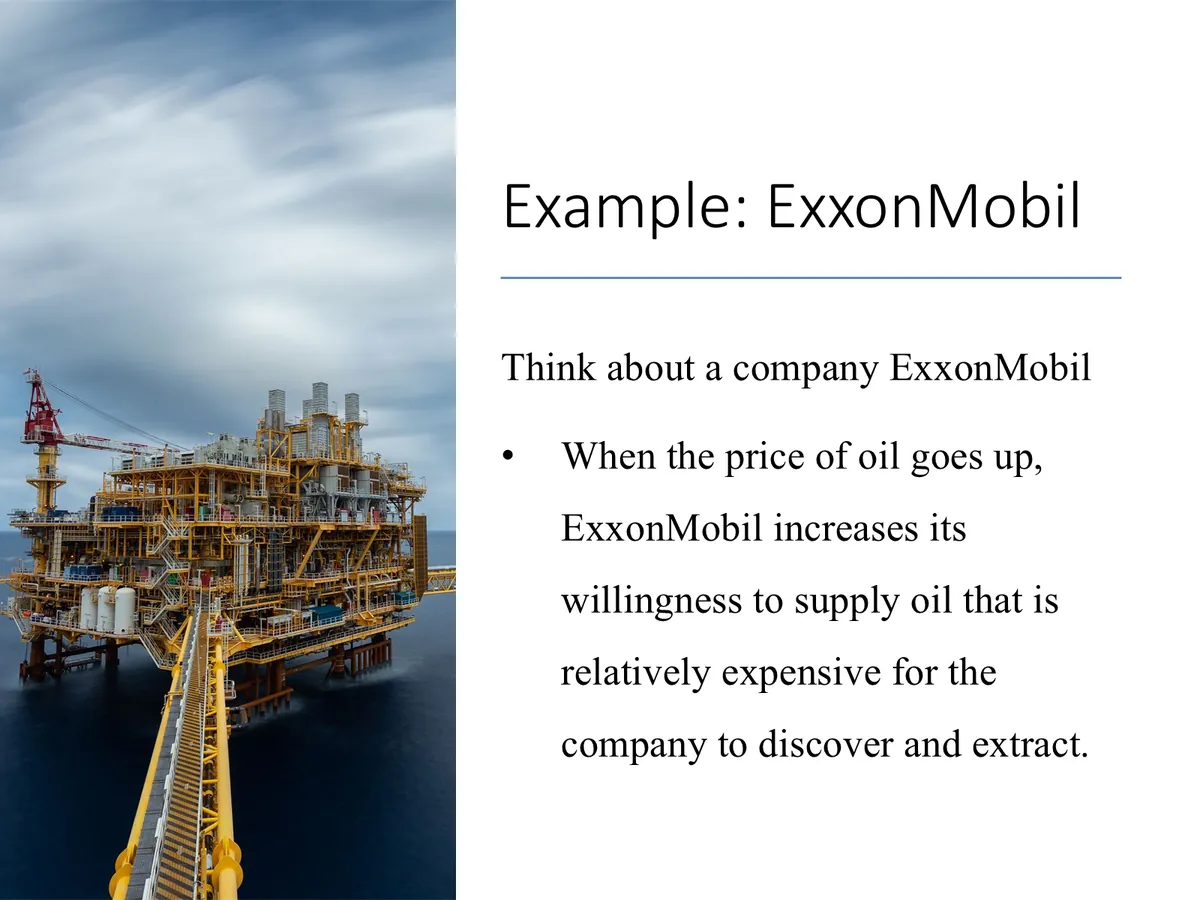 Example: ExxonMobil
Think about a company ExxonMobil
• When the price of oil goes up,
ExxonMobil increases its
willingness to supply oil that is
relatively expensive for the
company to discover and extract.